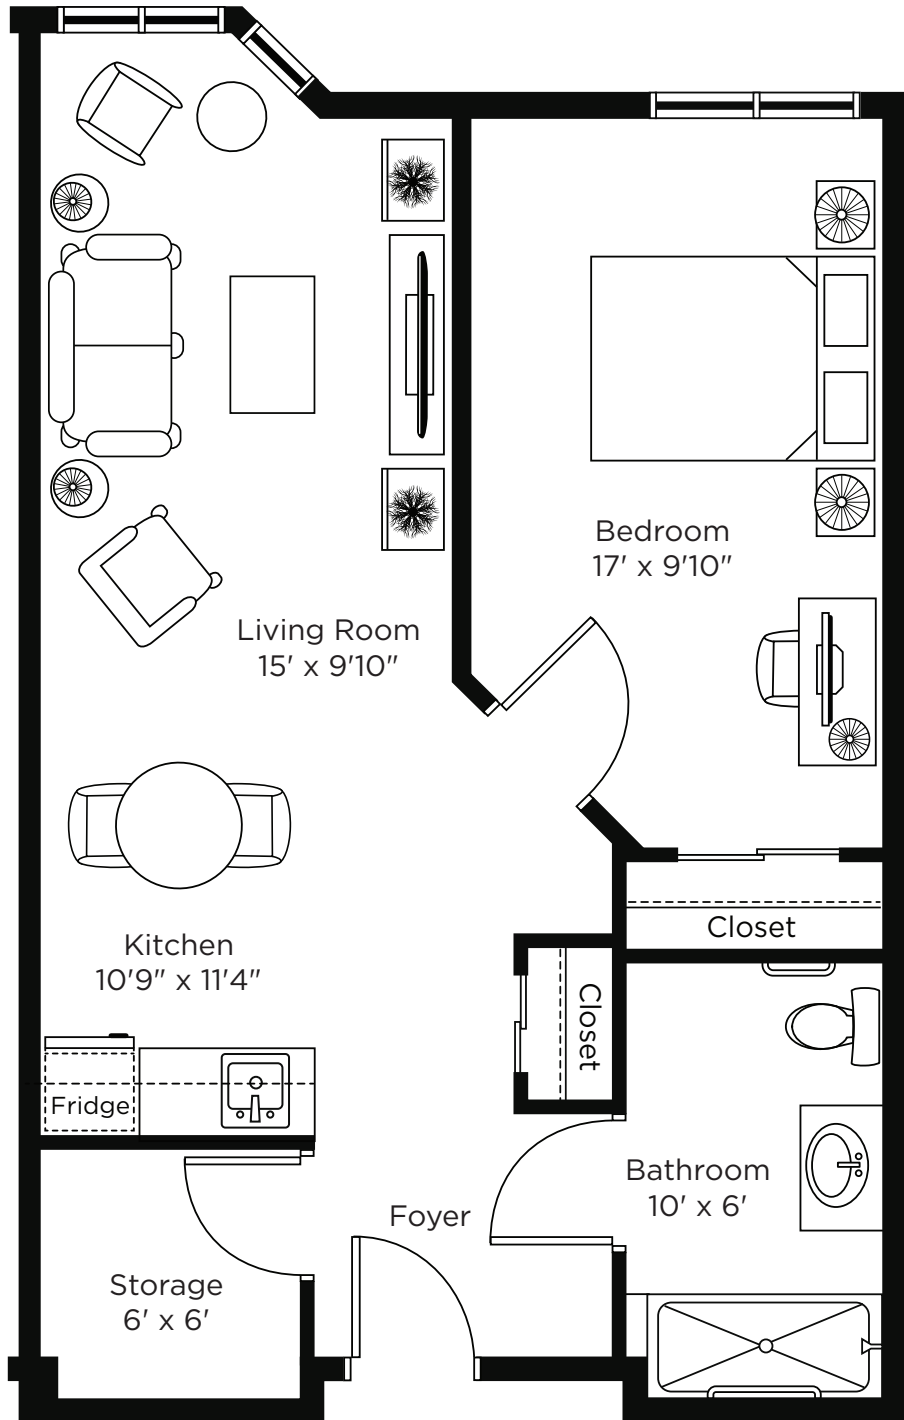 Bedroom
17' x 9'10"
Living Room
15' x 9'10"
Closet
Kitchen
10'9" x 11'4"
Closet
Fridge
Bathroom
10' x 6'
Foyer
Storage
6' x 6'